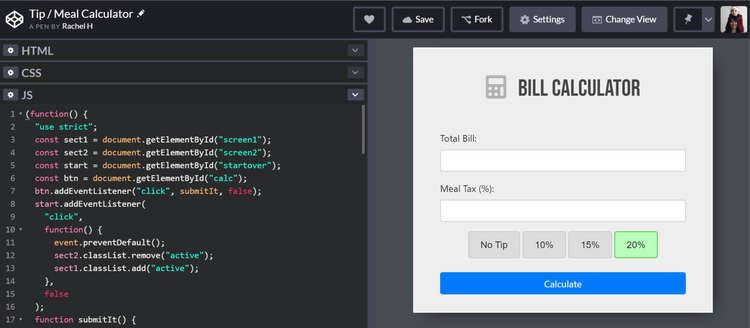 Tip / Meal Calculator
A PEN BY Rachel H
Save
Fork
Settings
Change View
HTML
CSS
JS
1 (function() {
2 "use strict";
3 const sect1 = document.getElementById("screen1");
4 const sect2 = document.getElementById("screen2");
5 const start = document.getElementById("startover");
6 const btn = document.getElementById("calc");
7 btn.addEventListener("click", submitIt, false);
8 start.addEventListener(
9 "click",
10 function() {
11 event.preventDefault();
12 sect2.classList.remove("active");
13 sect1.classList.add("active");
14 },
15 false
16 );
17 function submitIt() {
BILL CALCULATOR
Total Bill:
Meal Tax (%):
No Tip
10%
15%
20%
Calculate